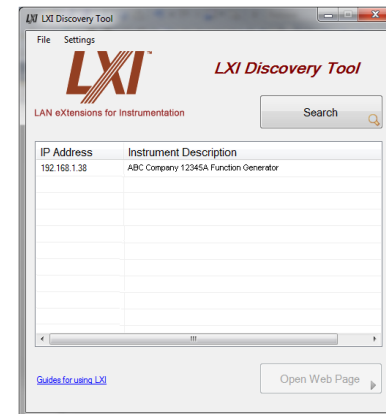 LXI LXI Discovery Tool
File Settings
LXI
LXI Discovery Tool
LAN eXtensions for Instrumentation
Search
IP Address Instrument Description
192.168.1.38 ABC Company 12345A Function Generator
Guides for using LXI
Open Web Page